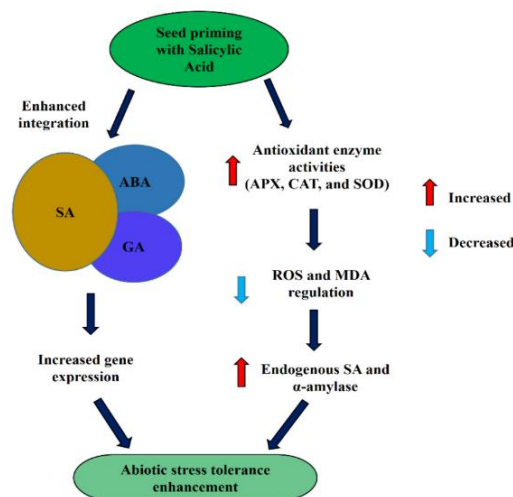 Seed priming
with Salicylic
Acid
Enhanced
integration
SA
ABA
GA
Increased gene
expression
Antioxidant enzyme
activities
(APX, CAT, and SOD)
ROS and MDA
regulation
Endogenous SA and
α-amylase
Increased
Decreased
Abiotic stress tolerance
enhancement